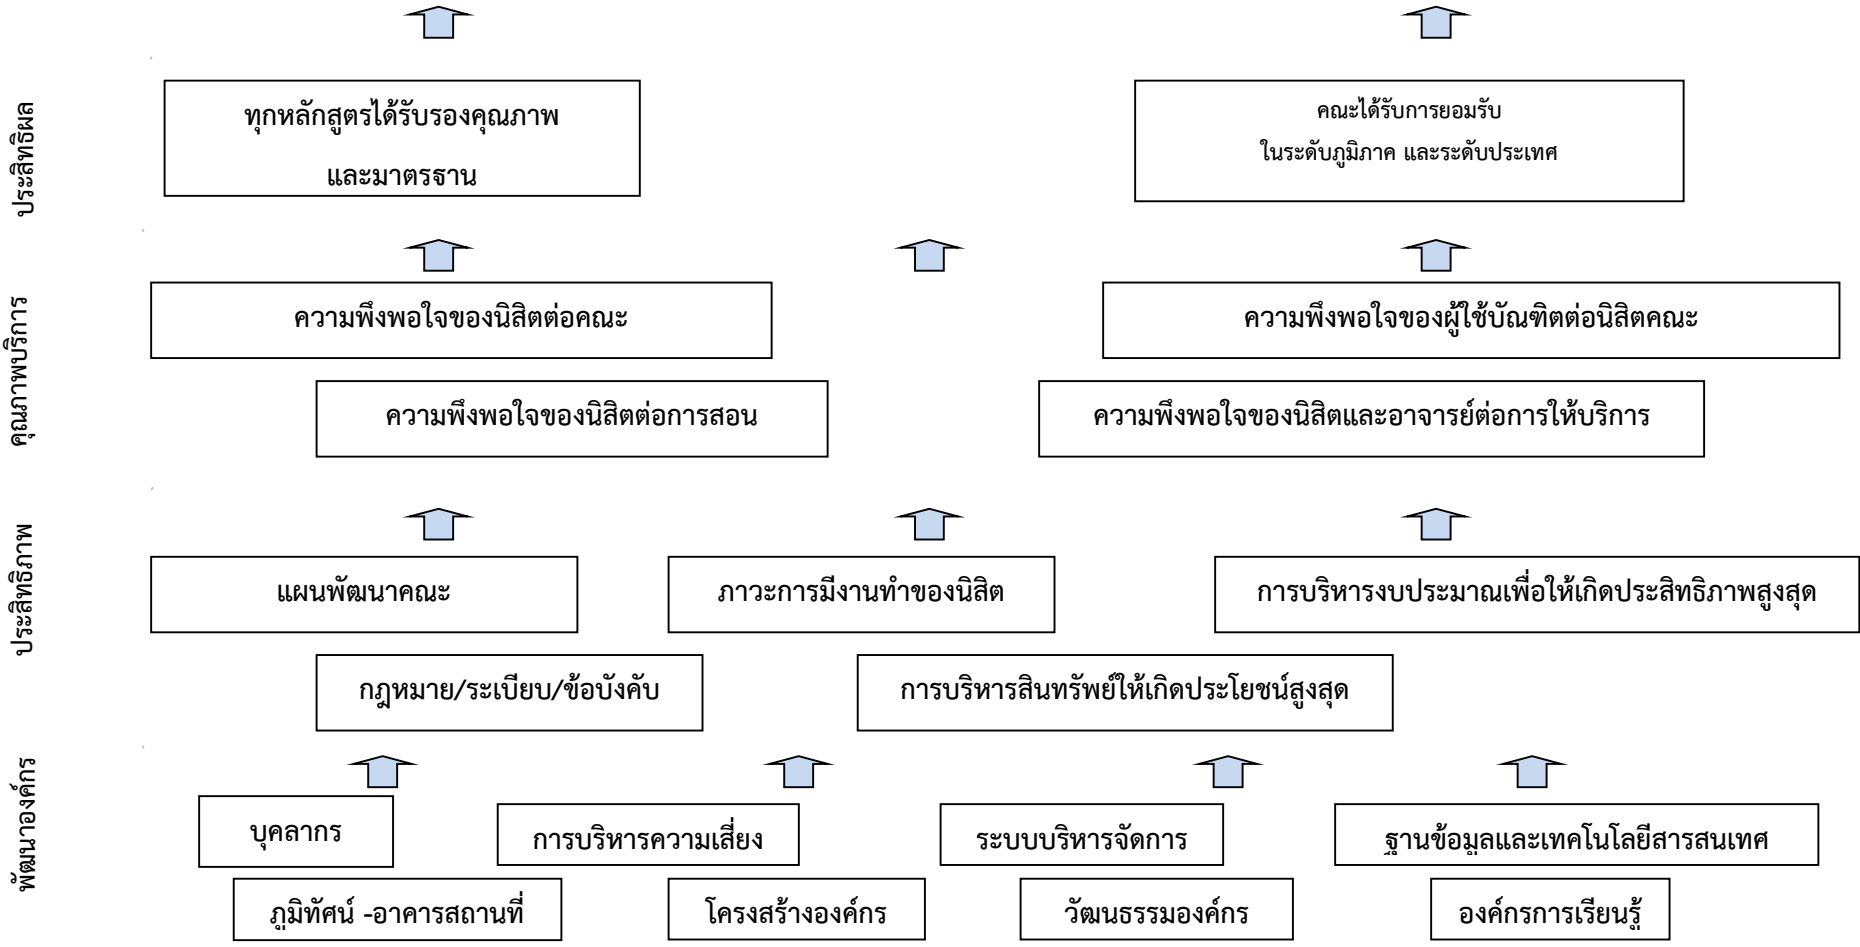 ประสิทธิผล
ทุกหลักสูตรได้รับรองคุณภาพ
และมาตรฐาน
คณะได้รับการยอมรับ
ในระดับภูมิภาค และระดับประเทศ
คุณภาพบริการ
ความพึงพอใจของนิสิตต่อคณะ
ความพึงพอใจของผู้ใช้บัณฑิตต่อนิสิตคณะ
ความพึงพอใจของนิสิตต่อการสอน
ความพึงพอใจของนิสิตและอาจารย์ต่อการให้บริการ
ประสิทธิภาพ
แผนพัฒนาคณะ
ภาวะการมีงานทำของนิสิต
การบริหารงบประมาณเพื่อให้เกิดประสิทธิภาพสูงสุด
กฎหมาย/ระเบียบ/ข้อบังคับ
การบริหารสินทรัพย์ให้เกิดประโยชน์สูงสุด
พัฒนาองค์กร
บุคลากร
การบริหารความเสี่ยง
ระบบบริหารจัดการ
ฐานข้อมูลและเทคโนโลยีสารสนเทศ
ภูมิทัศน์ -อาคารสถานที่
โครงสร้างองค์กร
วัฒนธรรมองค์กร
องค์กรการเรียนรู้